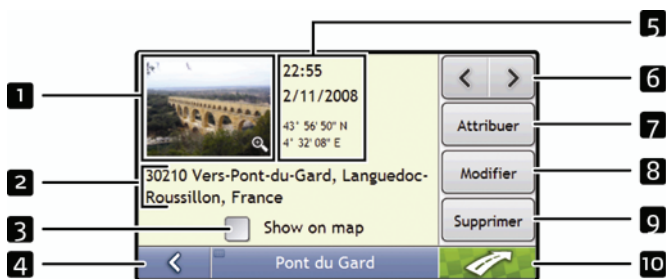 5
22:55
2/11/2008
43° 56' 50" N
4° 32' 08" E
1
6
Attribuer
7
2
30210 Vers-Pont-du-Gard, Languedoc-
Roussillon, France
Modifier
8
3
Show on map
Supprimer
9
4
Pont du Gard
10